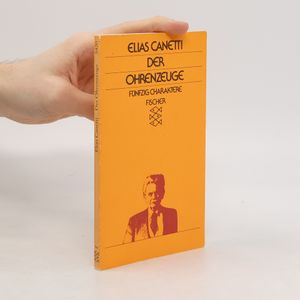 ELIAS CANETTI
DER
OHRENZEUGE
FÜNFZIG CHARAKTERE
FISCHER